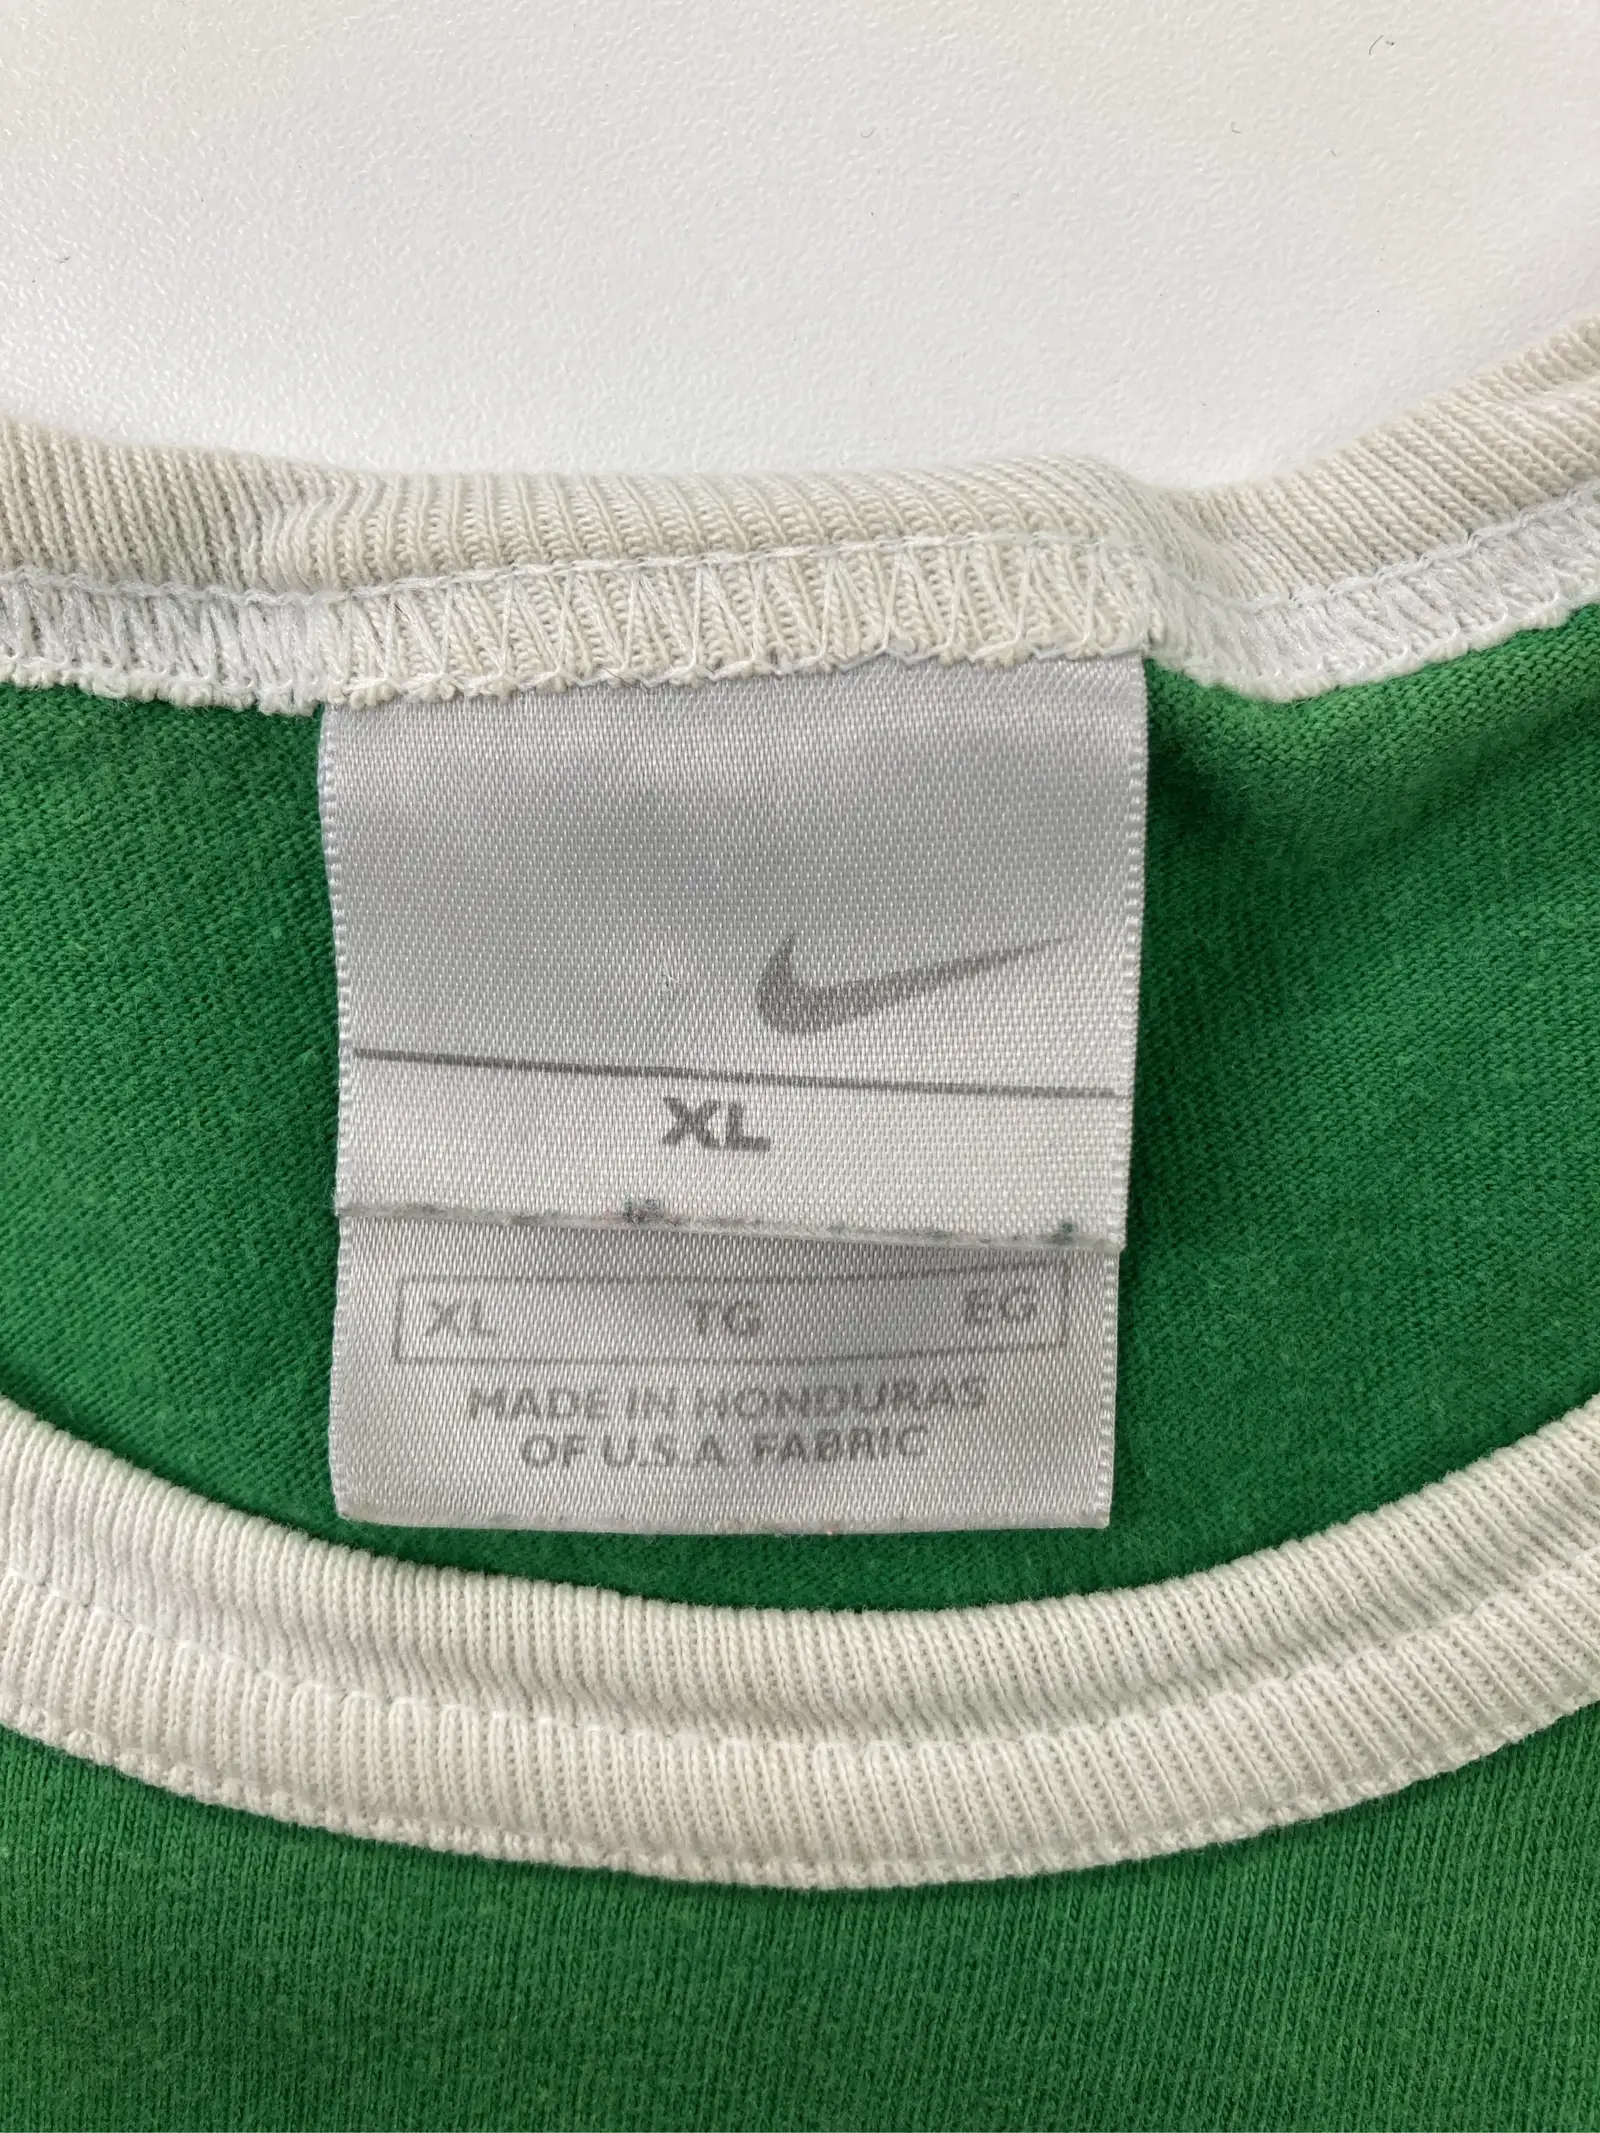 XL
XL TG EG
MADE IN HONDURAS
OF U.S.A. FABRIC